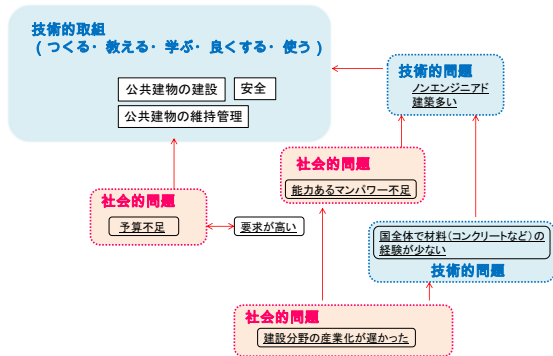 技術的取組
(つくる・教える・学ぶ・良くする・使う)
公共建物の建設
安全
公共建物の維持管理
技術的問題
ノンエンジニアド
建築多い
社会的問題
能力あるマンパワー不足
社会的問題
予算不足
要求が高い
国全体で材料(コンクリートなど)の
経験が少ない
技術的問題
社会的問題
建設分野の産業化が遅かった